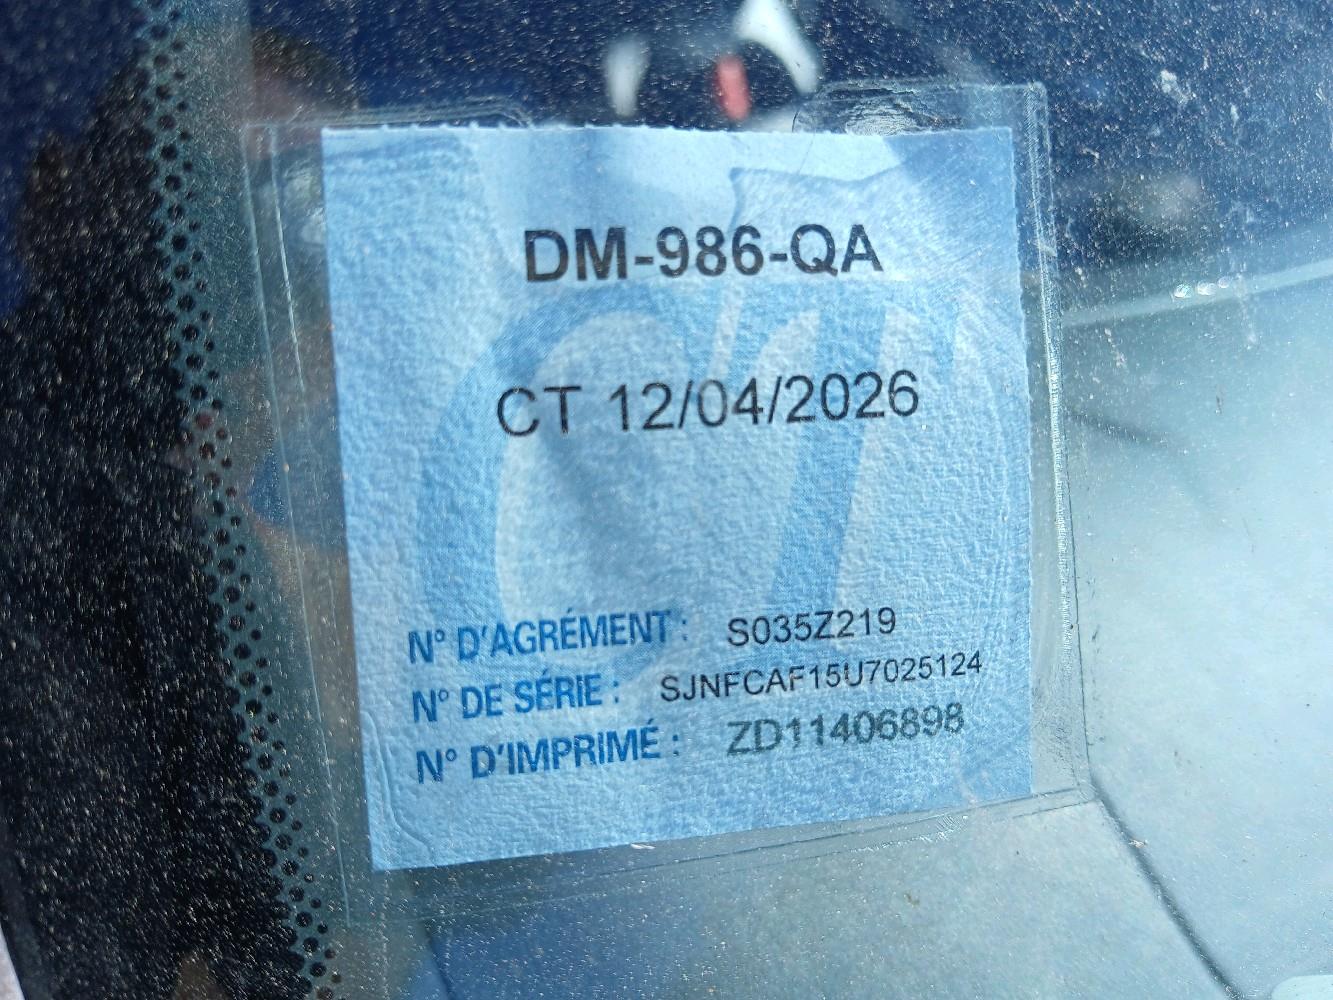 DM-986-QA
CT 12/04/2026
N° D'AGRÉMENT : S035Z219
N° DE SÉRIE : SJNFCAF15U7025124
N° D'IMPRIMÉ : ZD11406898